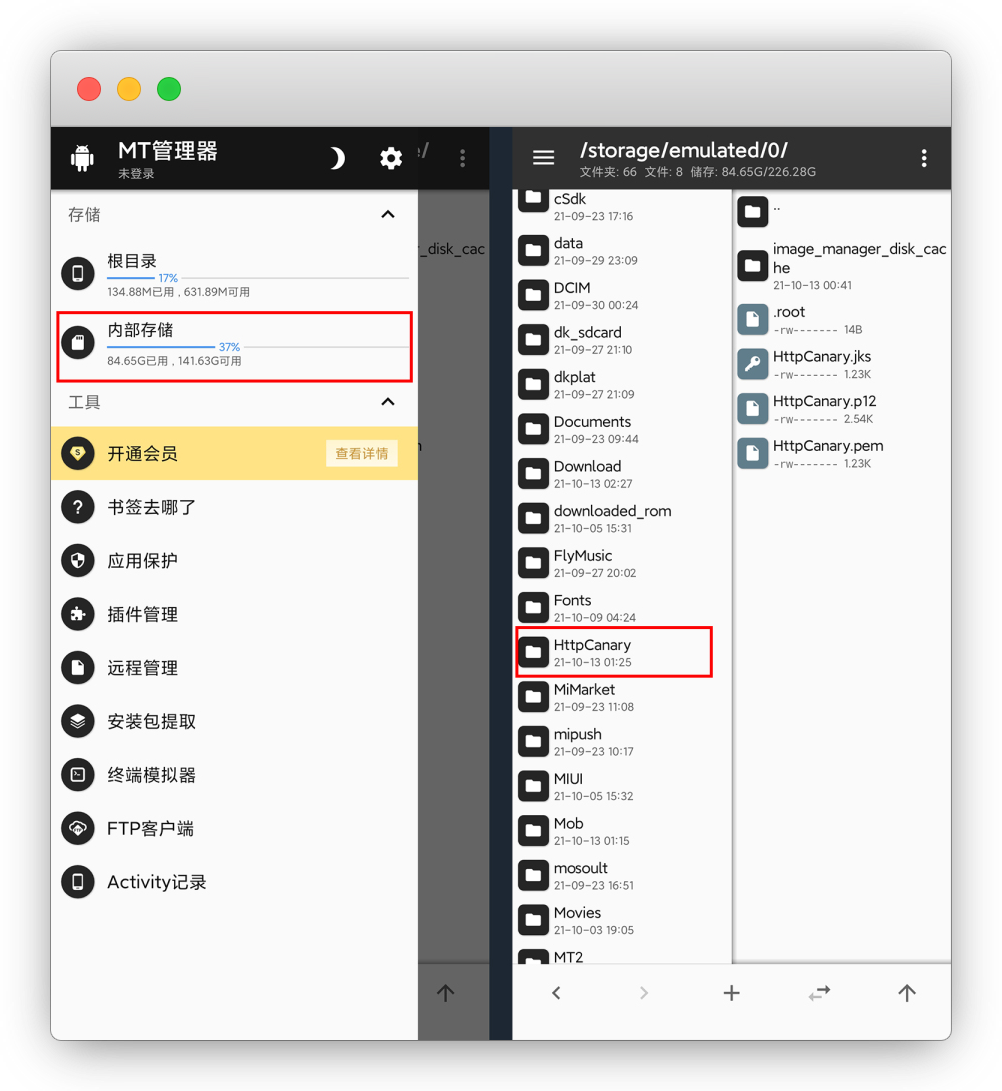 MT管理器
未登录
e/
存储
根目录
17%
134.88M已用 , 631.89M可用
内部存储
37%
84.65G已用 , 141.63G可用
工具
开通会员
查看详情
书签去哪了
应用保护
插件管理
远程管理
安装包提取
终端模拟器
FTP客户端
Activity记录
_disk_cac
/storage/emulated/0/
文件夹: 66 文件: 8 储存: 84.65G/226.28G
cSdk
21-09-23 17:16
data
21-09-29 23:09
DCIM
21-09-30 00:24
dk_sdcard
21-09-27 21:10
dkplat
21-09-27 21:09
Documents
21-09-23 09:44
Download
21-10-13 02:27
downloaded_rom
21-10-05 15:31
FlyMusic
21-09-27 20:02
Fonts
21-10-09 04:24
HttpCanary
21-10-13 01:25
MiMarket
21-09-23 11:08
mipush
21-09-23 10:17
MIUI
21-10-05 15:32
Mob
21-10-13 01:15
mosoult
21-09-23 16:51
Movies
21-10-03 19:05
MT2
..
image_manager_disk_cac
he
21-10-13 00:41
.root
-rw------- 14B
HttpCanary.jks
-rw------- 1.23K
HttpCanary.p12
-rw------- 2.54K
HttpCanary.pem
-rw------- 1.23K